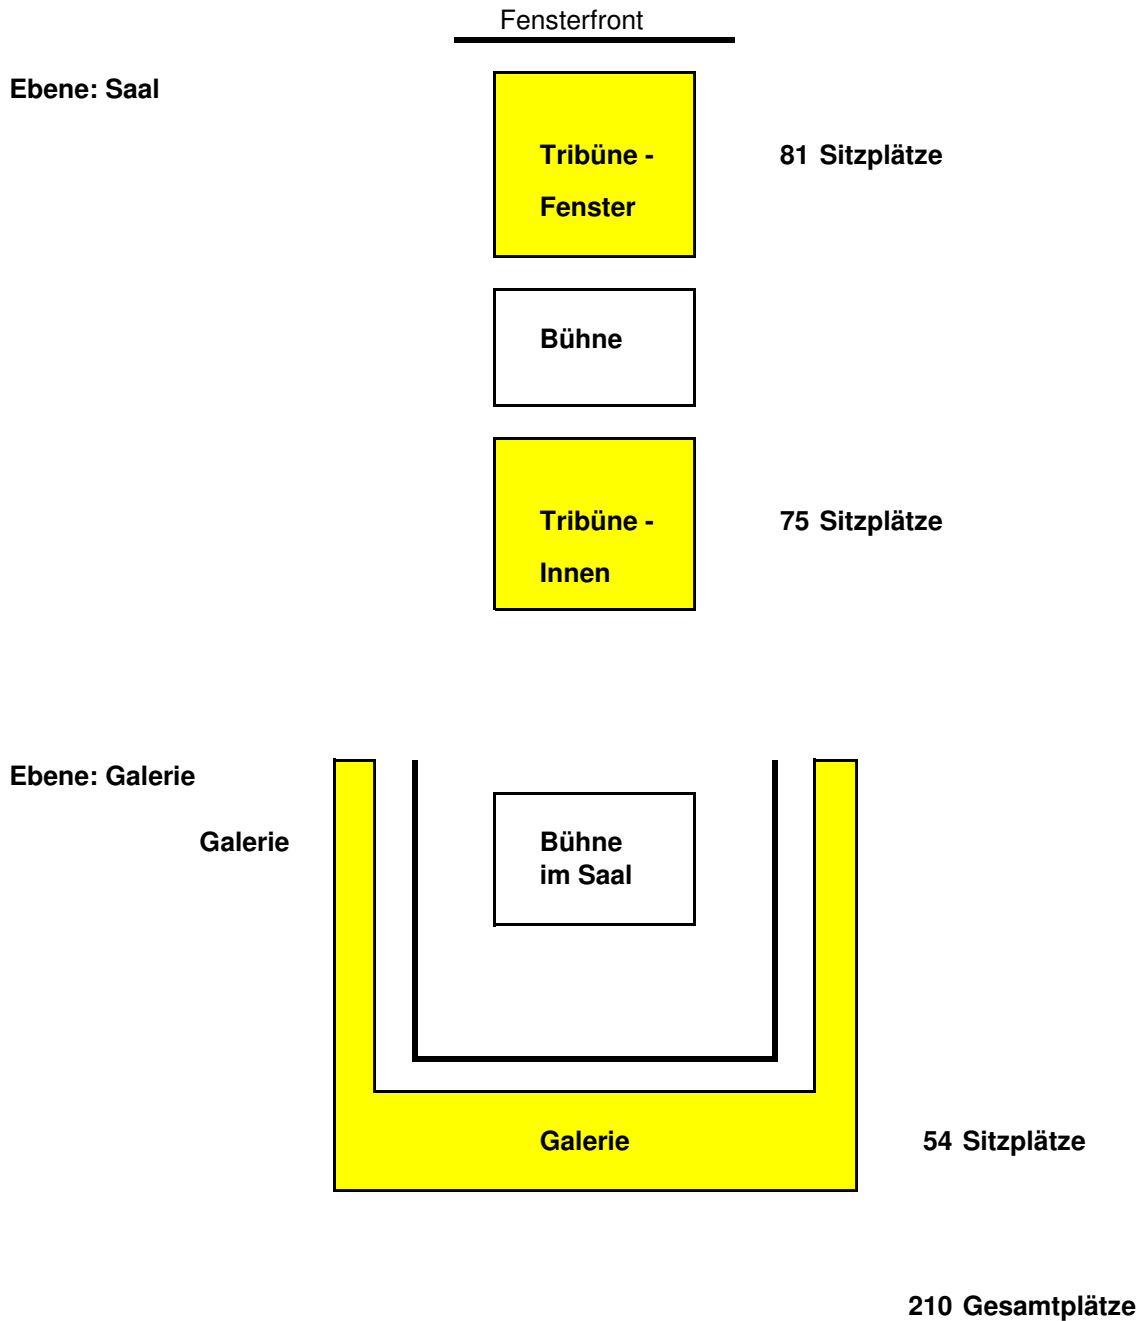 Fensterfront
Ebene: Saal
Tribüne -
Fenster
81 Sitzplätze
Bühne
Tribüne -
Innen
75 Sitzplätze
Ebene: Galerie
Galerie
Bühne
im Saal
Galerie
54 Sitzplätze
210 Gesamtplätze